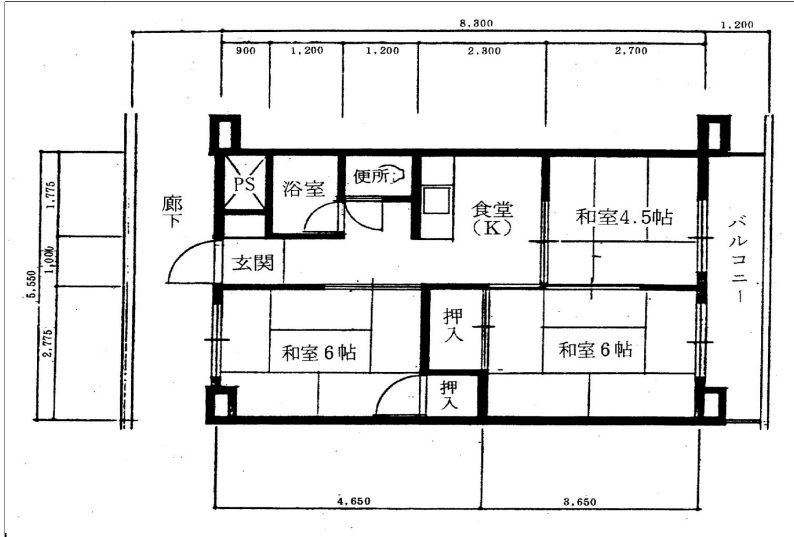 8,300
1,200
900
1,200
1,200
2,300
2,700
PS
浴室
便所
食堂
(K)
和室4.5帖
廊下
バルコニー
玄関
1,775
1,000
5,550
2,775
和室6帖
押入
和室6帖
押入
4,650
3,650